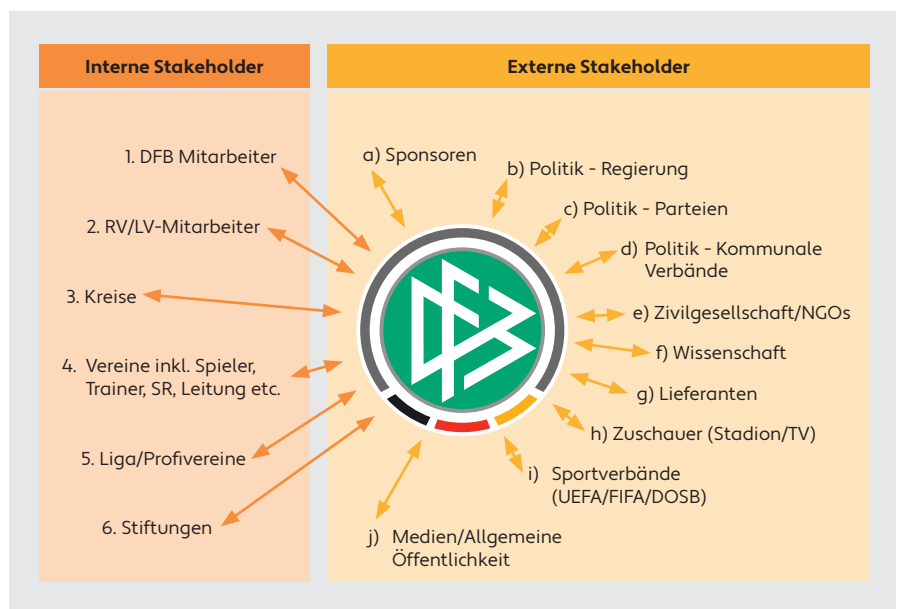 Interne Stakeholder
Externe Stakeholder
1. DFB Mitarbeiter
2. RV/LV-Mitarbeiter
3. Kreise
4. Vereine inkl. Spieler,
Trainer, SR, Leitung etc.
5. Liga/Profivereine
6. Stiftungen
a) Sponsoren
b) Politik - Regierung
c) Politik - Parteien
d) Politik - Kommunale
Verbände
e) Zivilgesellschaft/NGOs
f) Wissenschaft
g) Lieferanten
h) Zuschauer (Stadion/TV)
i) Sportverbände
(UEFA/FIFA/DOSB)
j) Medien/Allgemeine
Öffentlichkeit
DFB